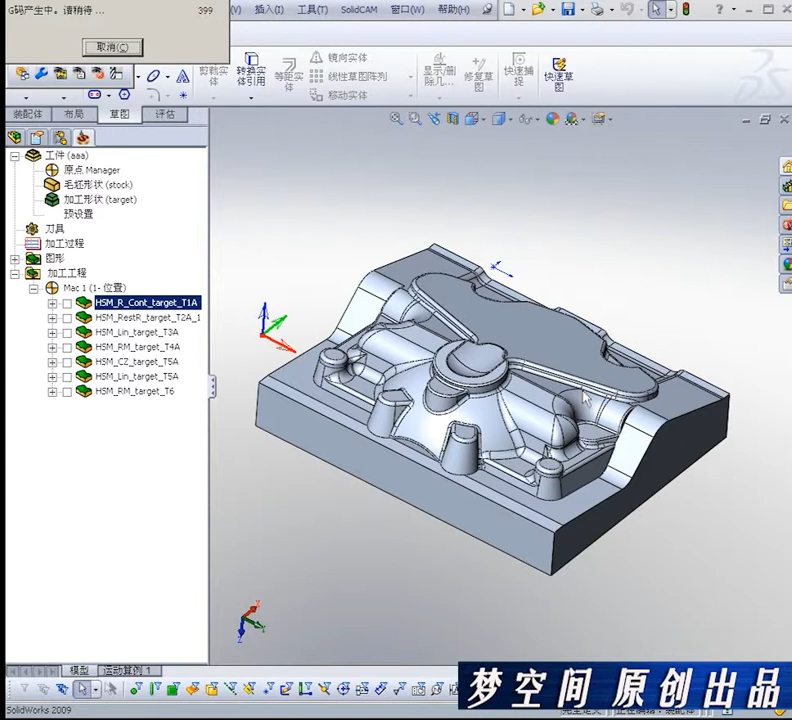 G码产生中。请稍待 ... 399
取消(C)
插入(I) 工具(T) SolidCAM 窗口(W) 帮助(H)
剪裁实体 转换实体引用 等距实体 镜向实体
线性草图阵列
移动实体
显示/删除几... 修复草图 快速捕捉 快速草图
装配体 布局 草图 评估
工件 (aaa)
原点 Manager
毛坯形状 (stock)
加工形状 (target)
预设置
刀具
加工过程
图形
加工工程
Mac 1 (1- 位置)
HSM_R_Cont_target_T1A
HSM_RestR_target_T2A_1
HSM_Lin_target_T3A
HSM_RM_target_T4A
HSM_CZ_target_T5A
HSM_Lin_target_T5A
HSM_RM_target_T6
模型 运动算例 1
梦空间 原创出品
SolidWorks 2009